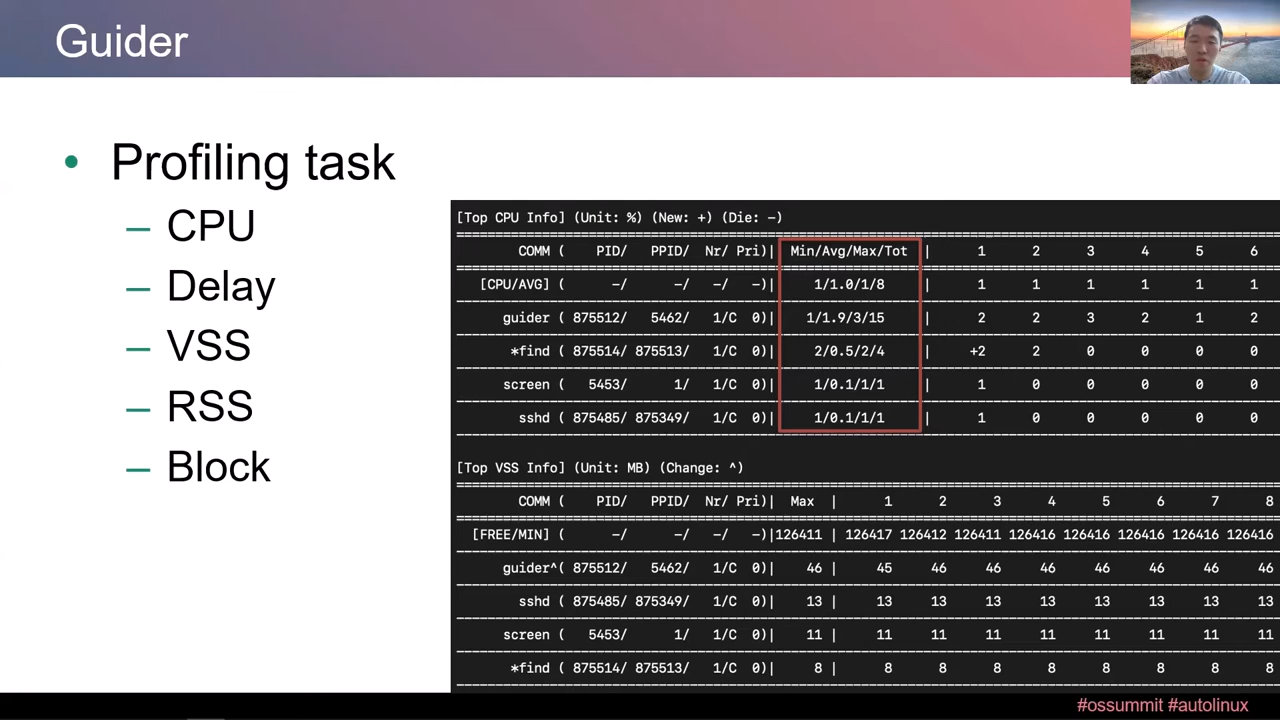 Guider
• Profiling task
– CPU
– Delay
– VSS
– RSS
– Block
[Top CPU Info] (Unit: %) (New: +) (Die: -)
COMM ( PID/ PPID/ Nr/ Pri)| Min/Avg/Max/Tot | 1 2 3 4 5 6
[CPU/AVG] ( -/ -/ -/ -)| 1/1.0/1/8 | 1 1 1 1 1 1
guider ( 875512/ 5462/ 1/C 0)| 1/1.9/3/15 | 2 2 3 2 1 2
*find ( 875514/ 875513/ 1/C 0)| 2/0.5/2/4 | +2 2 0 0 0 0
screen ( 5453/ 1/ 1/C 0)| 1/0.1/1/1 | 1 0 0 0 0 0
sshd ( 875485/ 875349/ 1/C 0)| 1/0.1/1/1 | 1 0 0 0 0 0
[Top VSS Info] (Unit: MB) (Change: ^)
COMM ( PID/ PPID/ Nr/ Pri)| Max | 1 2 3 4 5 6 7 8
[FREE/MIN] ( -/ -/ -/ -)|126411 | 126417 126412 126411 126416 126416 126416 126416 126416
guider^( 875512/ 5462/ 1/C 0)| 46 | 45 46 46 46 46 46 46 46
sshd ( 875485/ 875349/ 1/C 0)| 13 | 13 13 13 13 13 13 13 13
screen ( 5453/ 1/ 1/C 0)| 11 | 11 11 11 11 11 11 11 11
*find ( 875514/ 875513/ 1/C 0)| 8 | 8 8 8 8 8 8 8 8
#ossummit #autolinux